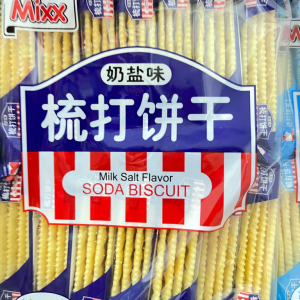 Mixx
奶盐味
梳打饼干
Milk Salt Flavor
SODA BISCUIT